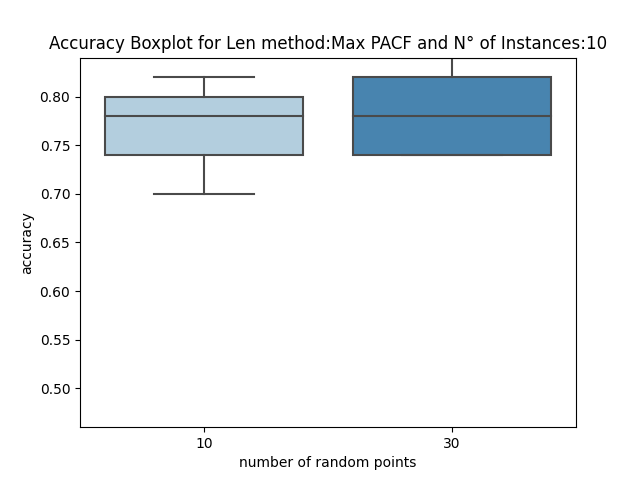 Accuracy Boxplot for Len method:Max PACF and N° of Instances:10
accuracy
0.80
0.75
0.70
0.65
0.60
0.55
0.50
10 30
number of random points